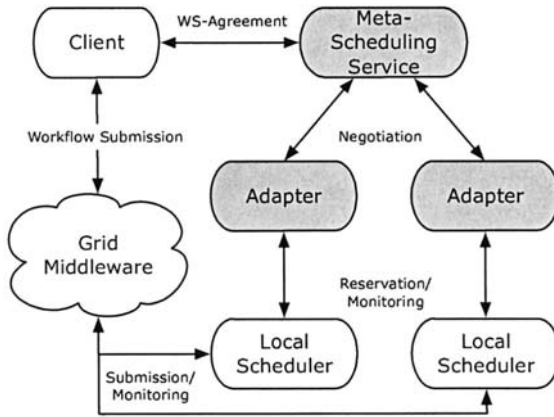 WS-Agreement
Client
Meta-
Scheduling
Service
Workflow Submission
Negotiation
Adapter
Adapter
Grid
Middleware
Reservation/
Monitoring
Local
Scheduler
Local
Scheduler
Submission/
Monitoring